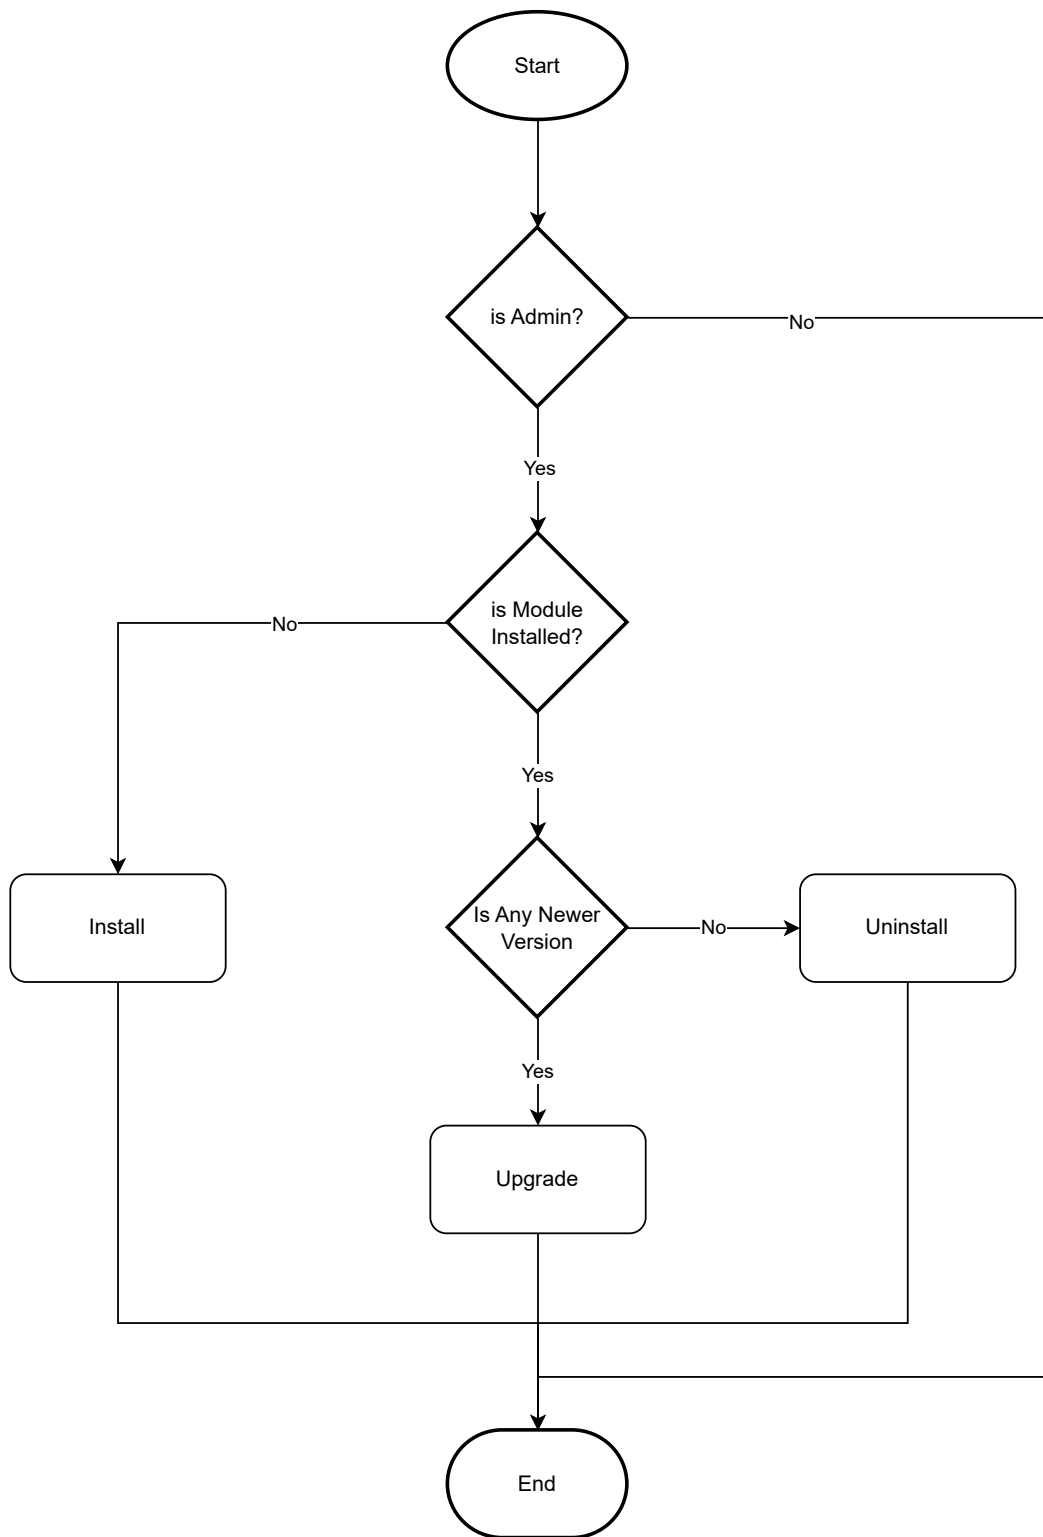 Start
is Admin?
No
Yes
is Module
Installed?
No
Yes
Install
Is Any Newer
Version
No
Uninstall
Yes
Upgrade
End